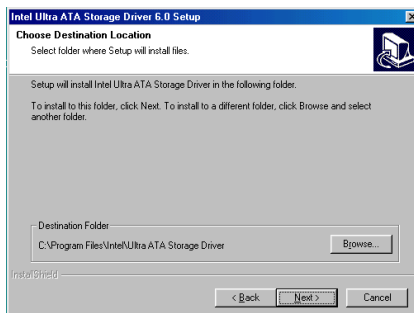 Intel Ultra ATA Storage Driver 6.0 Setup
Choose Destination Location
Select folder where Setup will install files.
Setup will install Intel Ultra ATA Storage Driver in the following folder.
To install to this folder, click Next. To install to a different folder, click Browse and select
another folder.
Destination Folder
C:\Program Files\Intel\Ultra ATA Storage Driver
Browse...
InstallShield
< Back
Next >
Cancel